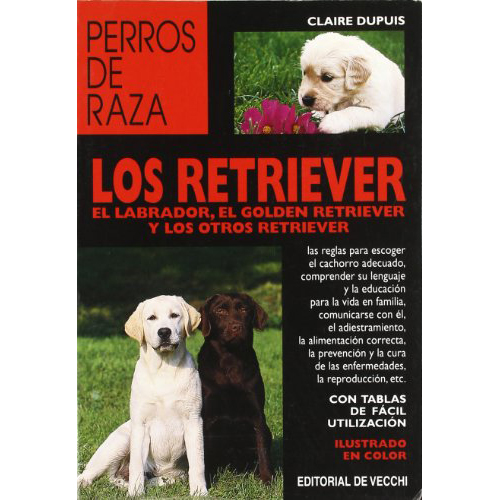 CLAIRE DUPUIS
PERROS
DE
RAZA
LOS RETRIEVER
EL LABRADOR, EL GOLDEN RETRIEVER
Y LOS OTROS RETRIEVER
las reglas para escoger
el cachorro adecuado,
comprender su lenguaje
y la educación
para la vida en familia,
comunicarse con él,
el adiestramiento,
la alimentación correcta,
la prevención y la cura
de las enfermedades,
la reproducción, etc.
CON TABLAS
DE FÁCIL
UTILIZACIÓN
ILUSTRADO
EN COLOR
EDITORIAL DE VECCHI